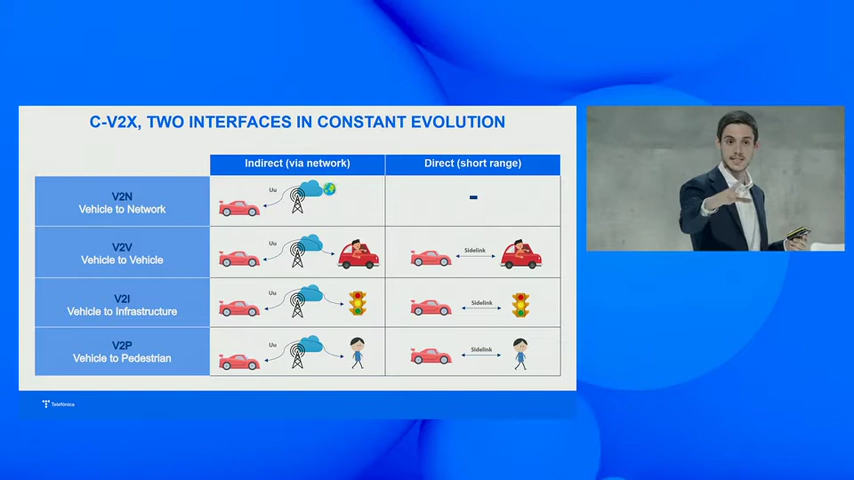 C-V2X, TWO INTERFACES IN CONSTANT EVOLUTION
Indirect (via network)
Direct (short range)
V2N
Vehicle to Network
Uu
-
V2V
Vehicle to Vehicle
Uu
Sidelink
V2I
Vehicle to Infrastructure
Uu
Sidelink
V2P
Vehicle to Pedestrian
Uu
Sidelink
Telefónica